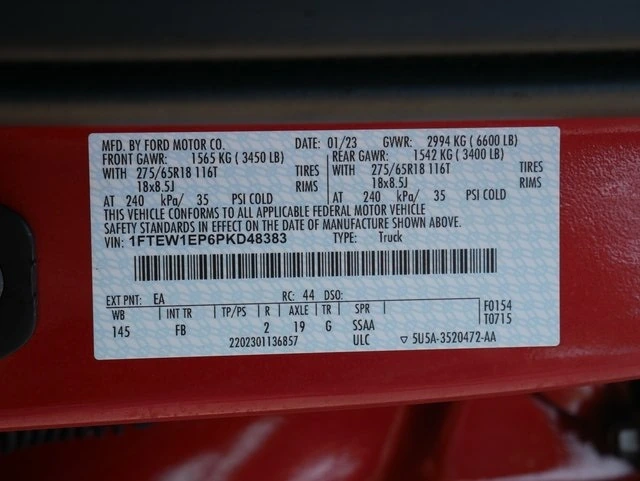 MFD. BY FORD MOTOR CO. DATE: 01/23 GVWR: 2994 KG ( 6600 LB)
FRONT GAWR: 1565 KG ( 3450 LB) REAR GAWR: 1542 KG ( 3400 LB)
WITH 275/65R18 116T TIRES WITH 275/65R18 116T TIRES
18x8.5J RIMS 18x8.5J RIMS
AT 240 kPa/ 35 PSI COLD AT 240 kPa/ 35 PSI COLD
THIS VEHICLE CONFORMS TO ALL APPLICABLE FEDERAL MOTOR VEHICLE
SAFETY STANDARDS IN EFFECT ON THE DATE OF MANUFACTURE SHOWN ABOVE.
VIN: 1FTEW1EP6PKD48383 TYPE: Truck
EXT PNT: EA RC: 44 DSO:
WB INT TR TP/PS R AXLE TR SPR F0154
145 FB 2 19 G SSAA T0715
2202301136857 ULC ▽ 5U5A-3520472-AA